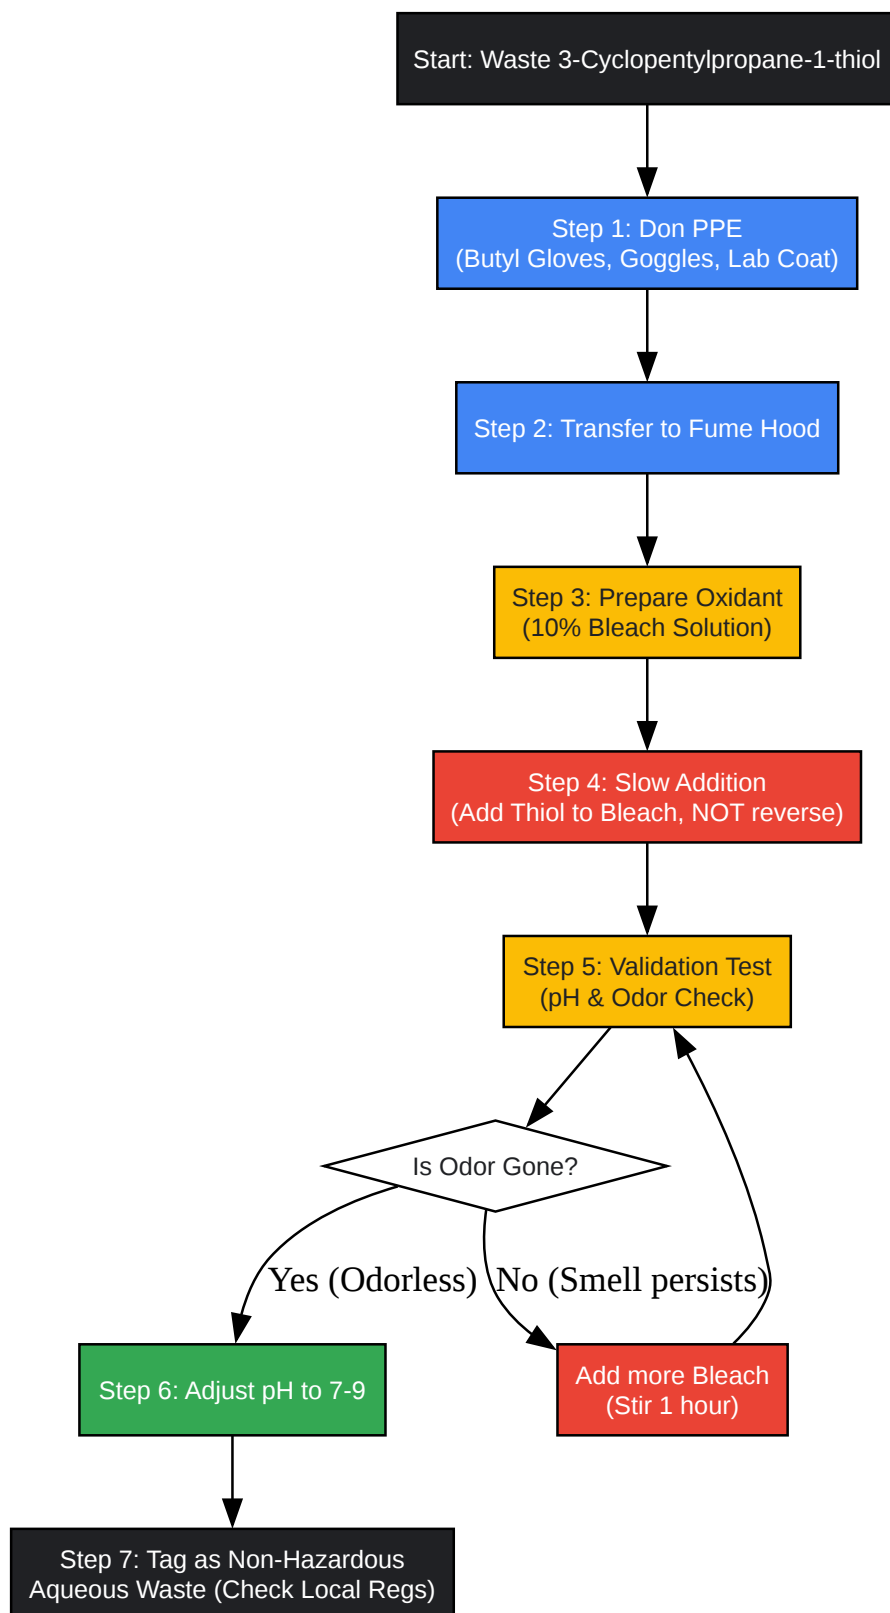 Start: Waste 3-Cyclopentylpropane-1-thiol
Step 1: Don PPE
(Butyl Gloves, Goggles, Lab Coat)
Step 2: Transfer to Fume Hood
Step 3: Prepare Oxidant
(10% Bleach Solution)
Step 4: Slow Addition
(Add Thiol to Bleach, NOT reverse)
Step 5: Validation Test
(pH & Odor Check)
Is Odor Gone?
Yes (Odorless)
No (Smell persists)
Step 6: Adjust pH to 7-9
Add more Bleach
(Stir 1 hour)
Step 7: Tag as Non-Hazardous
Aqueous Waste (Check Local Regs)